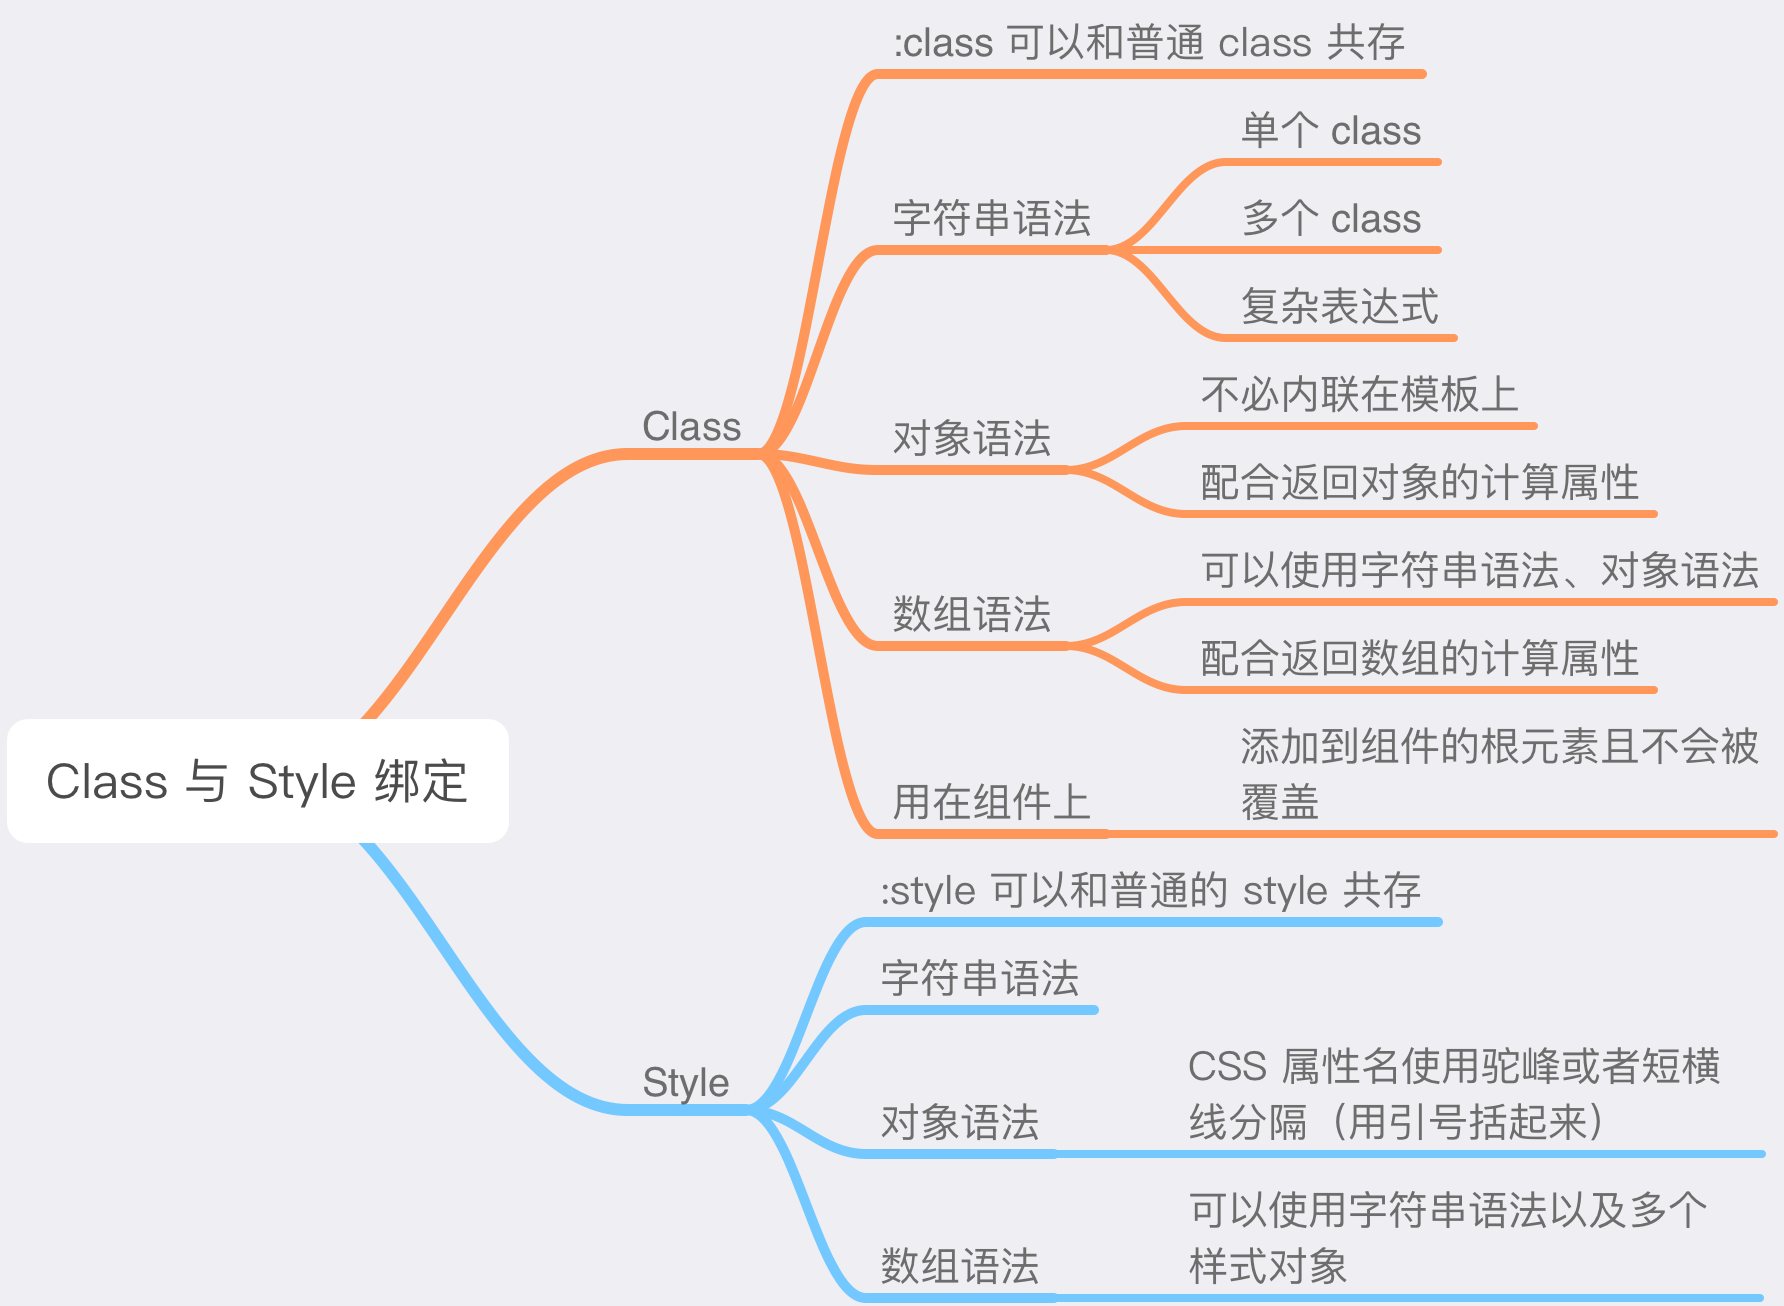 Class 与 Style 绑定
Class
:class 可以和普通 class 共存
字符串语法
单个 class
多个 class
复杂表达式
对象语法
不必内联在模板上
配合返回对象的计算属性
数组语法
可以使用字符串语法、对象语法
配合返回数组的计算属性
用在组件上
添加到组件的根元素且不会被
覆盖
Style
:style 可以和普通的 style 共存
字符串语法
对象语法
CSS 属性名使用驼峰或者短横
线分隔（用引号括起来）
数组语法
可以使用字符串语法以及多个
样式对象